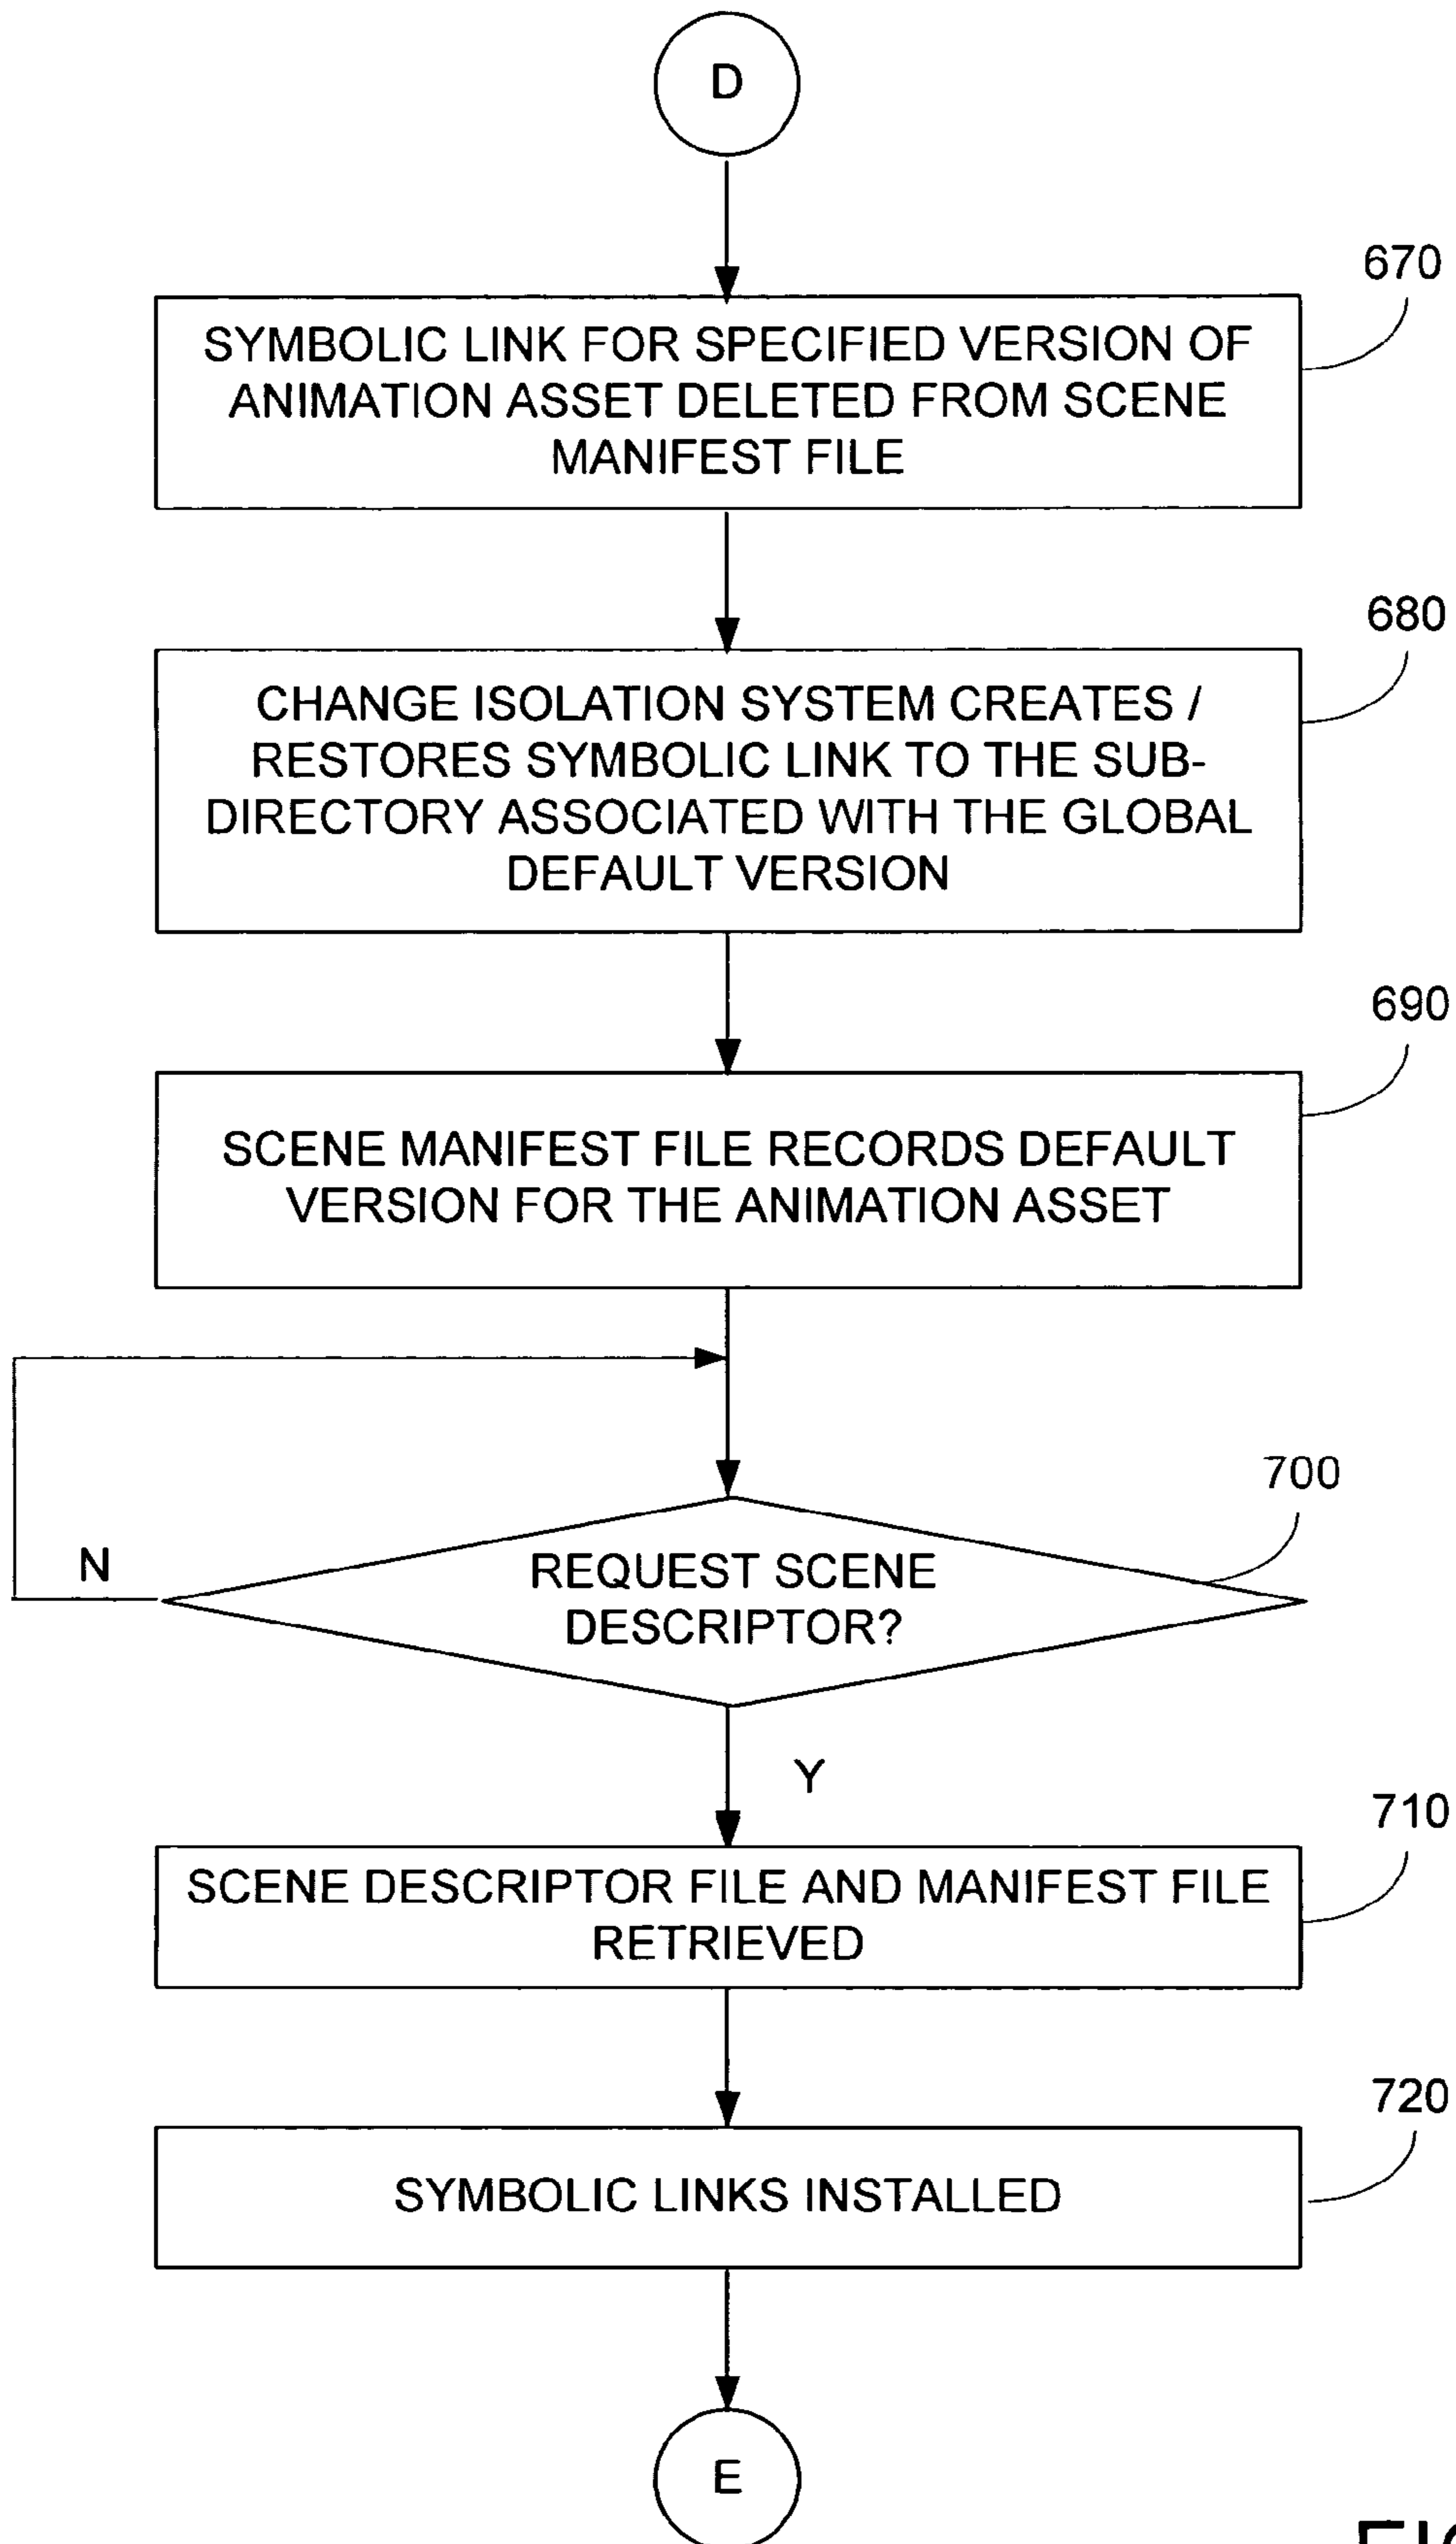 D
670
SYMBOLIC LINK FOR SPECIFIED VERSION OF
ANIMATION ASSET DELETED FROM SCENE
MANIFEST FILE
680
CHANGE ISOLATION SYSTEM CREATES /
RESTORES SYMBOLIC LINK TO THE SUB-
DIRECTORY ASSOCIATED WITH THE GLOBAL
DEFAULT VERSION
690
SCENE MANIFEST FILE RECORDS DEFAULT
VERSION FOR THE ANIMATION ASSET
700
N
REQUEST SCENE
DESCRIPTOR?
Y
710
SCENE DESCRIPTOR FILE AND MANIFEST FILE
RETRIEVED
720
SYMBOLIC LINKS INSTALLED
E